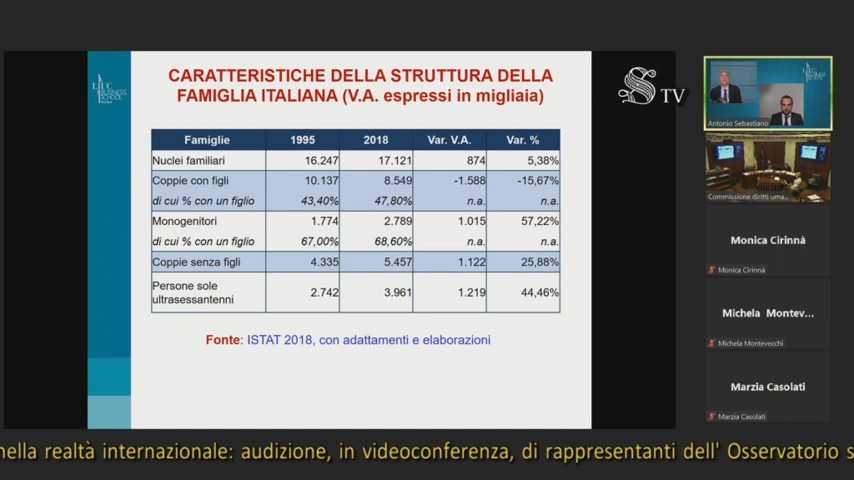 LIUC
BUSINESS
SCHOOL
CARATTERISTICHE DELLA STRUTTURA DELLA
FAMIGLIA ITALIANA (V.A. espressi in migliaia)
Famiglie 1995 2018 Var. V.A. Var. %
Nuclei familiari 16.247 17.121 874 5,38%
Coppie con figli 10.137 8.549 -1.588 -15,67%
di cui % con un figlio 43,40% 47,80% n.a. n.a.
Monogenitori 1.774 2.789 1.015 57,22%
di cui % con un figlio 67,00% 68,60% n.a. n.a.
Coppie senza figli 4.335 5.457 1.122 25,88%
Persone sole
ultrasessantenni 2.742 3.961 1.219 44,46%
Fonte: ISTAT 2018, con adattamenti e elaborazioni
S TV
LIUC
BUSINESS
SCHOOL
Antonio Sebastiano
Commissione diritti uma...
Monica Cirinnà
Monica Cirinnà
Michela Montev...
Michela Montevecchi
Marzia Casolati
Marzia Casolati
nella realtà internazionale: audizione, in videoconferenza, di rappresentanti dell' Osservatorio s